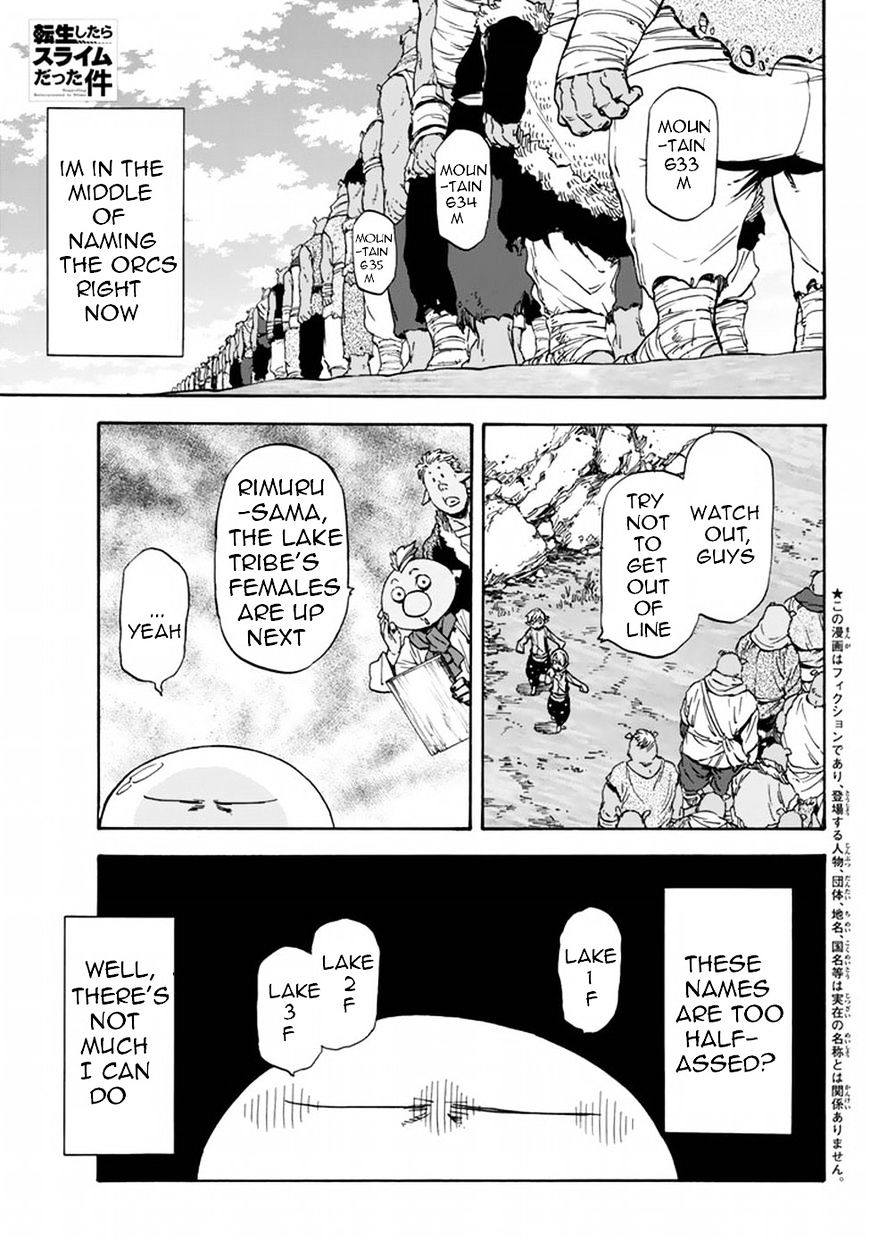 転生したら
スライム
だった件
MOUN
-TAIN
633
M
MOUN
-TAIN
634
M
MOUN
-TAIN
635
M
IM IN THE
MIDDLE
OF
NAMING
THE ORCS
RIGHT
NOW
WATCH
OUT,
GUYS
TRY
NOT
TO
GET
OUT
OF
LINE
RIMURU
-SAMA,
THE LAKE
TRIBE'S
FEMALES
ARE UP
NEXT
...
YEAH
THESE
NAMES
ARE TOO
HALF-
ASSED?
LAKE
1
F
LAKE
2
F
LAKE
3
F
WELL,
THERE'S
NOT
MUCH
I CAN
DO
★この漫画はフィクションであり、登場する人物、団体、地名、国名等は実在の名称とは関係ありません。